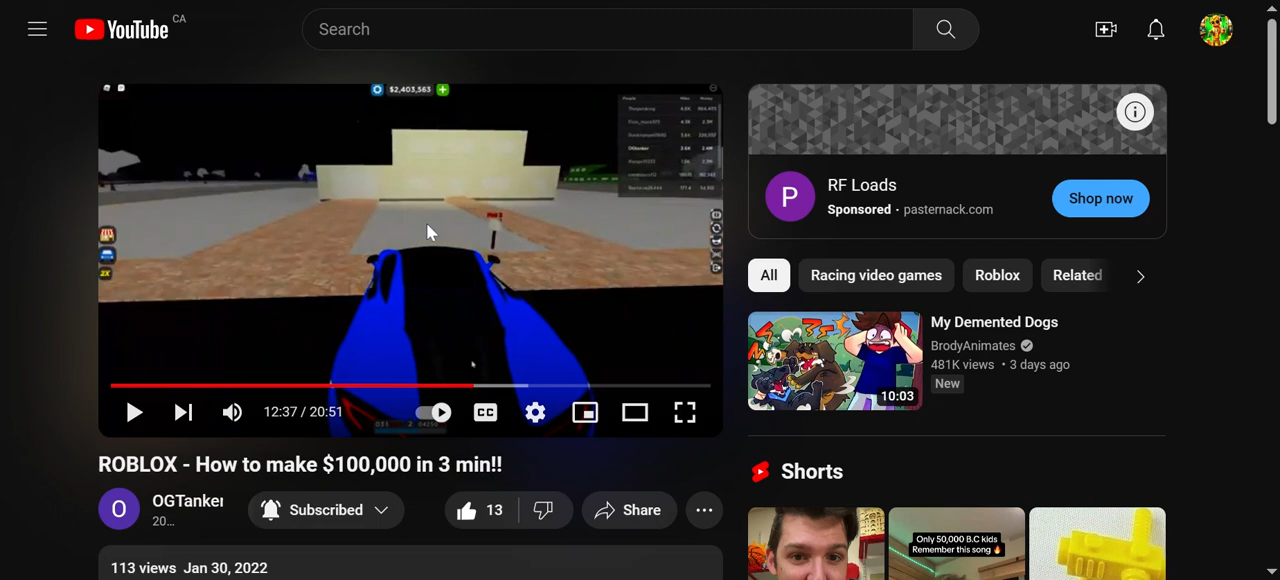 YouTube CA
Search
$2,403,563
12:37 / 20:51
CC
ROBLOX - How to make $100,000 in 3 min!!
O
OGTanker
20...
Subscribed
13
Share
113 views Jan 30, 2022
P
RF Loads
Sponsored · pasternack.com
Shop now
All
Racing video games
Roblox
Related
My Demented Dogs
BrodyAnimates
481K views • 3 days ago
New
10:03
Shorts
Only 50,000 B.C kids
Remember this song